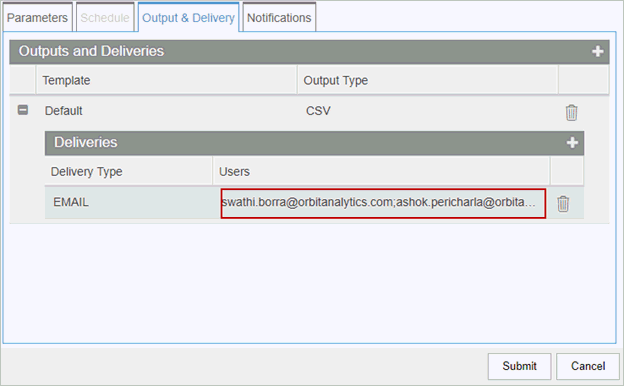 Parameters Schedule Output & Delivery Notifications
Outputs and Deliveries +
Template Output Type
Default CSV
Deliveries +
Delivery Type Users
EMAIL swathi.borra@orbitanalytics.com;ashok.pericharla@orbita...
Submit Cancel